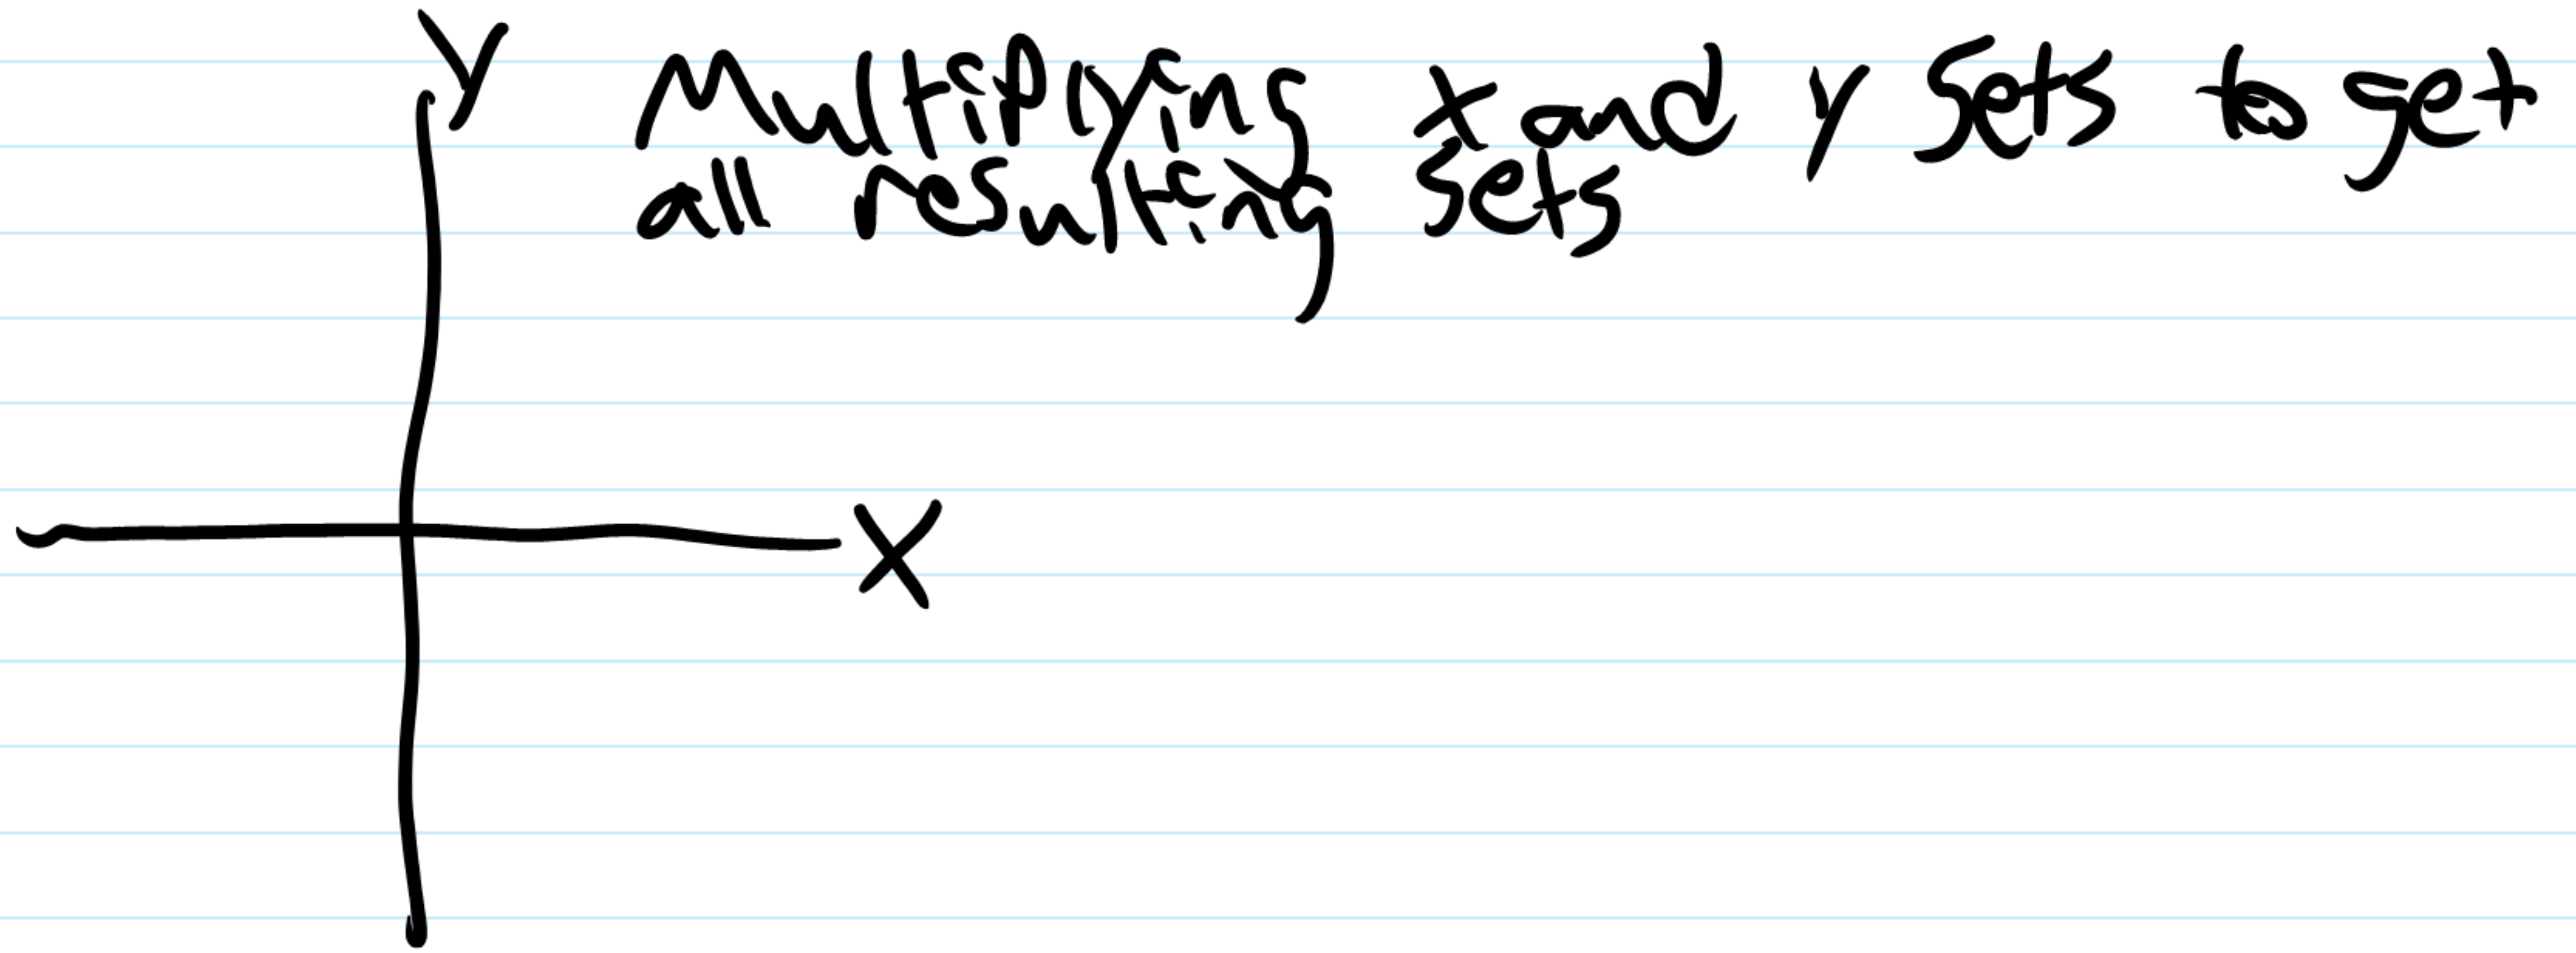 Y
Multiplying x and y sets to get
all resulting sets
X